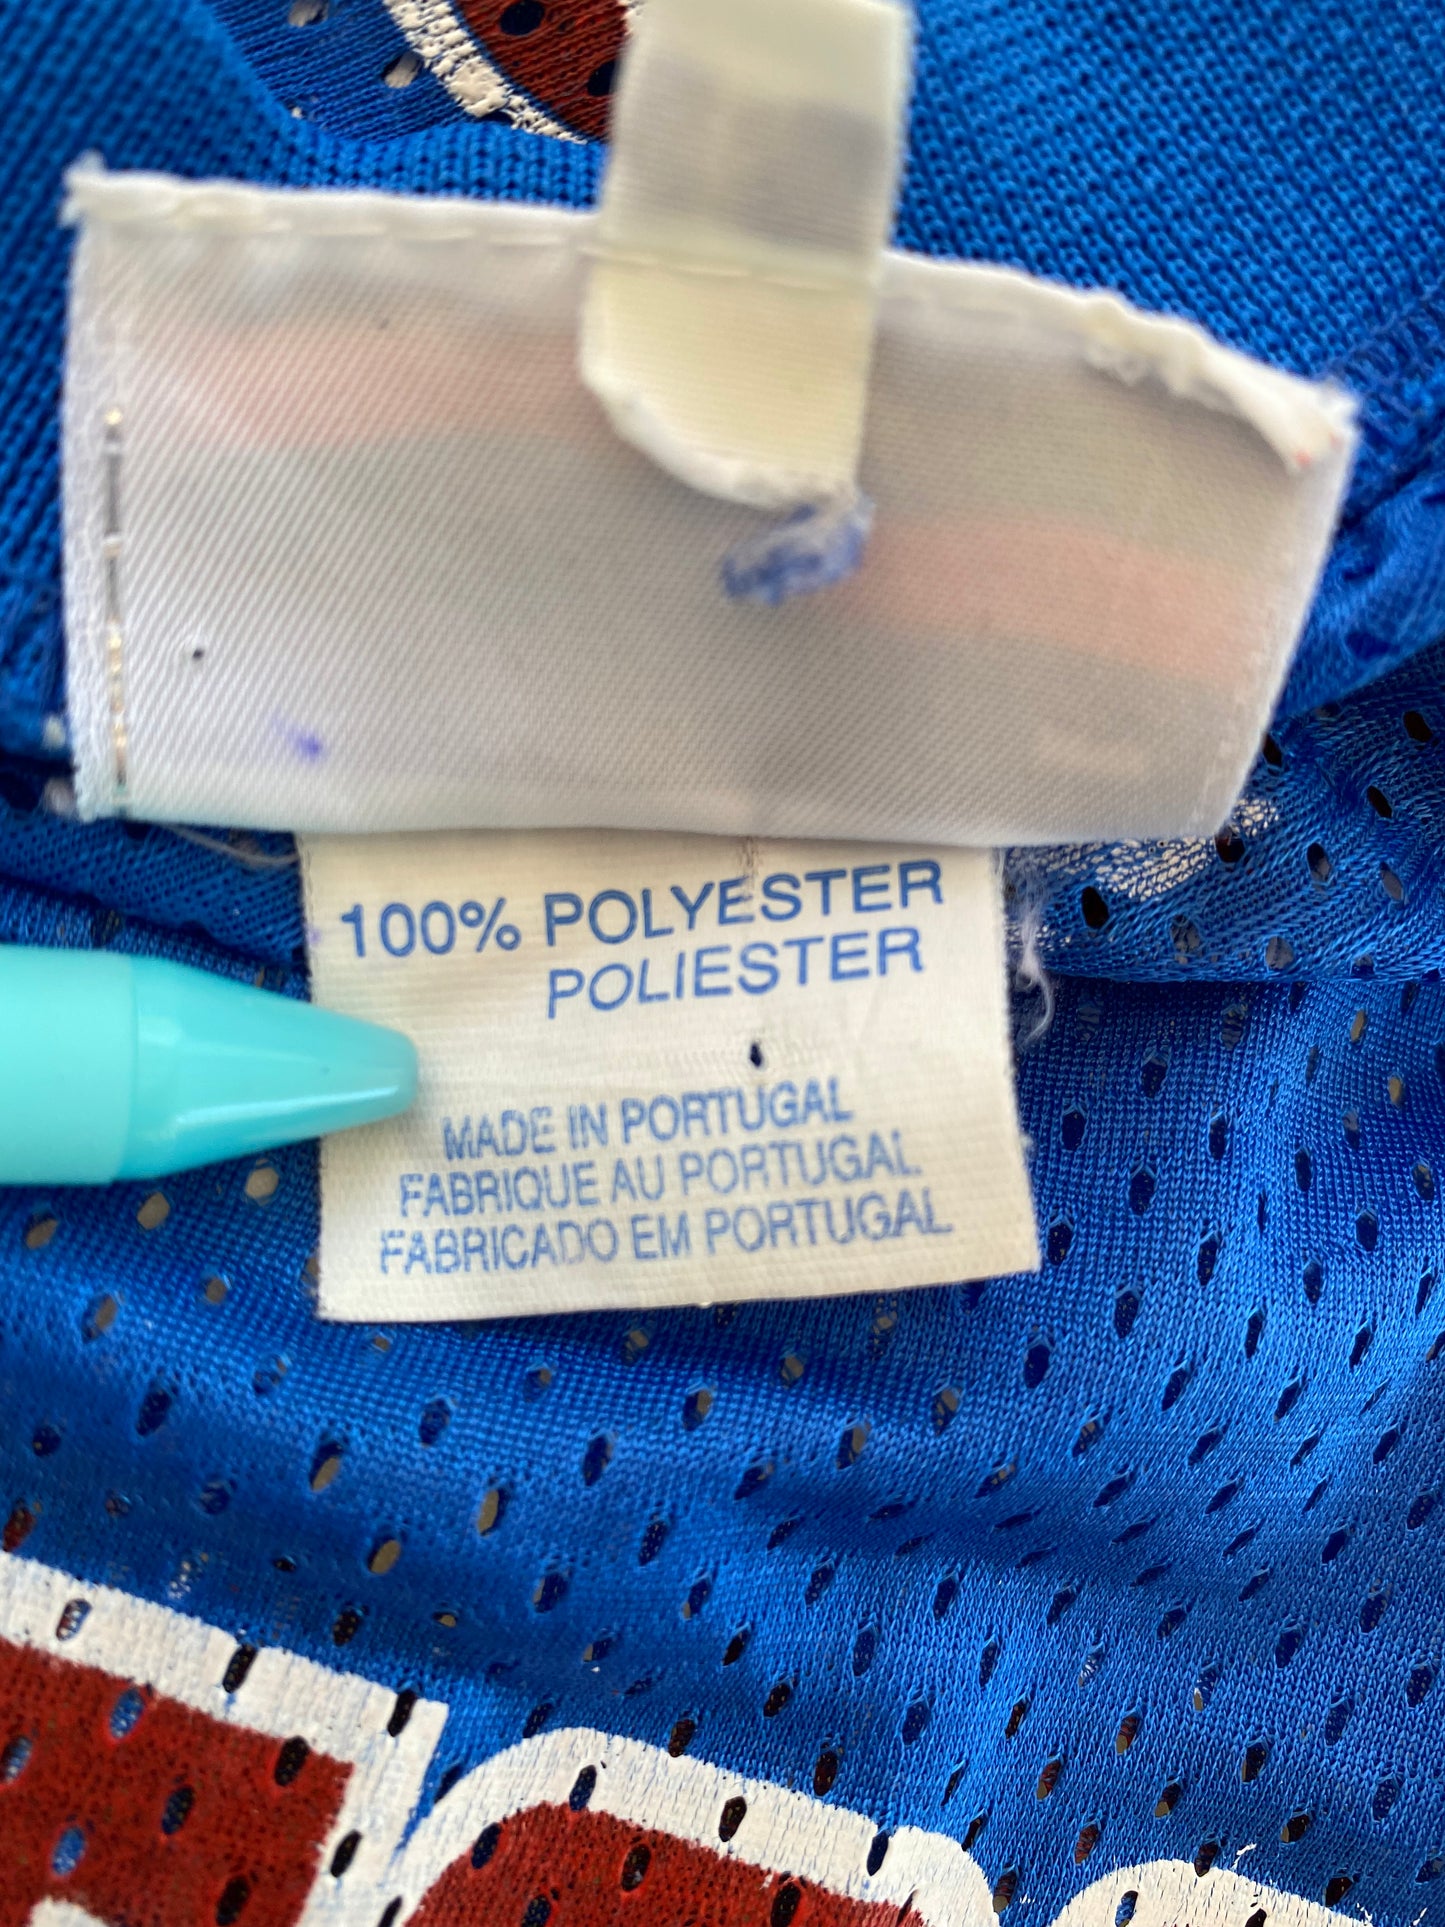 100% POLYESTER
POLIESTER
MADE IN PORTUGAL
FABRIQUE AU PORTUGAL
FABRICADO EM PORTUGAL